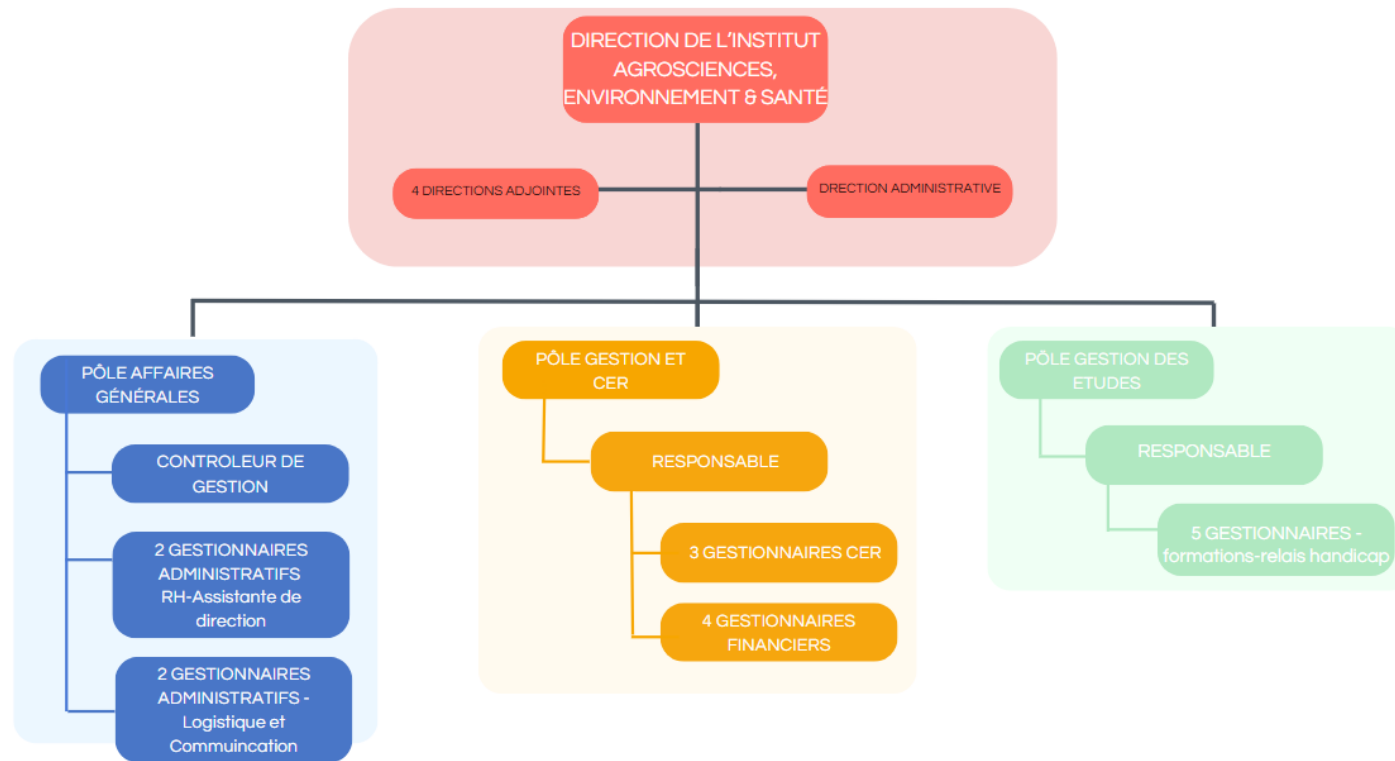 DIRECTION DE L'INSTITUT
AGROSCIENCES,
ENVIRONNEMENT & SANTÉ
4 DIRECTIONS ADJOINTES
DRECTION ADMINISTRATIVE
PÔLE AFFAIRES
GÉNÉRALES
CONTROLEUR DE
GESTION
2 GESTIONNAIRES
ADMINISTRATIFS
RH-Assistante de
direction
2 GESTIONNAIRES
ADMINISTRATIFS -
Logistique et
Commuincation
PÔLE GESTION ET
CER
RESPONSABLE
3 GESTIONNAIRES CER
4 GESTIONNAIRES
FINANCIERS
PÔLE GESTION DES
ETUDES
RESPONSABLE
5 GESTIONNAIRES -
formations-relais handicap